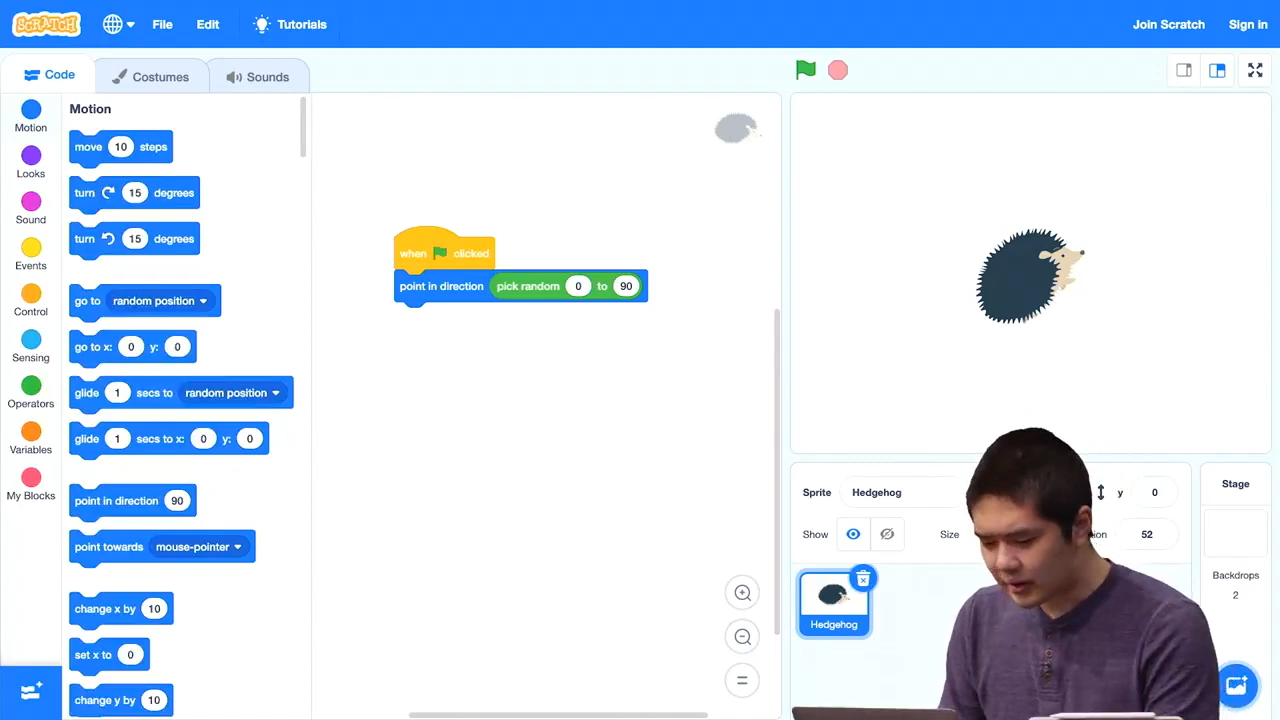 SCRATCH File Edit Tutorials Join Scratch Sign in
Code Costumes Sounds
Motion
Looks
Sound
Events
Control
Sensing
Operators
Variables
My Blocks
Motion
move 10 steps
turn 15 degrees
turn 15 degrees
go to random position
go to x: 0 y: 0
glide 1 secs to random position
glide 1 secs to x: 0 y: 0
point in direction 90
point towards mouse-pointer
change x by 10
set x to 0
change y by 10
when clicked
point in direction pick random 0 to 90
Sprite Hedgehog y 0
Show Size 52
Hedgehog
Stage
Backdrops
2